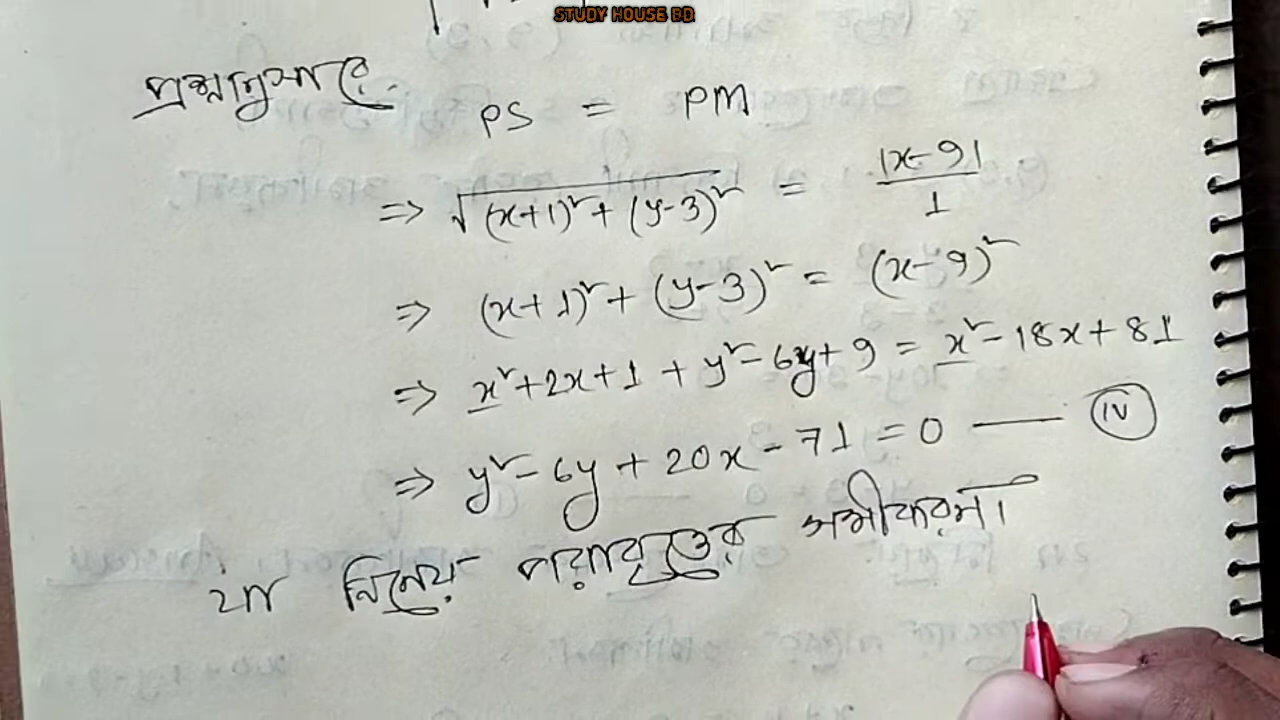 STUDY HOUSE BD
প্রশ্নানুসারে,
PS = PM
⇒ √(x+1)²+(y-3)² = |x-9|/1
⇒ (x+1)²+(y-3)² = (x-9)²
⇒ x²+2x+1+y²-6y+9 = x²-18x+81
⇒ y²-6y+20x-71=0 —— (iv)
যা নির্ণেয় পরাবৃত্তের সমীকরণ।